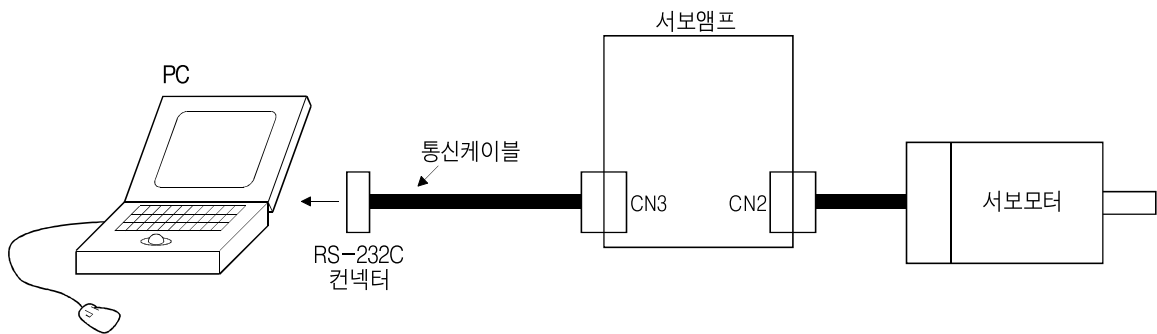 서보앰프
PC
통신케이블
CN3
CN2
서보모터
RS-232C
컨넥터